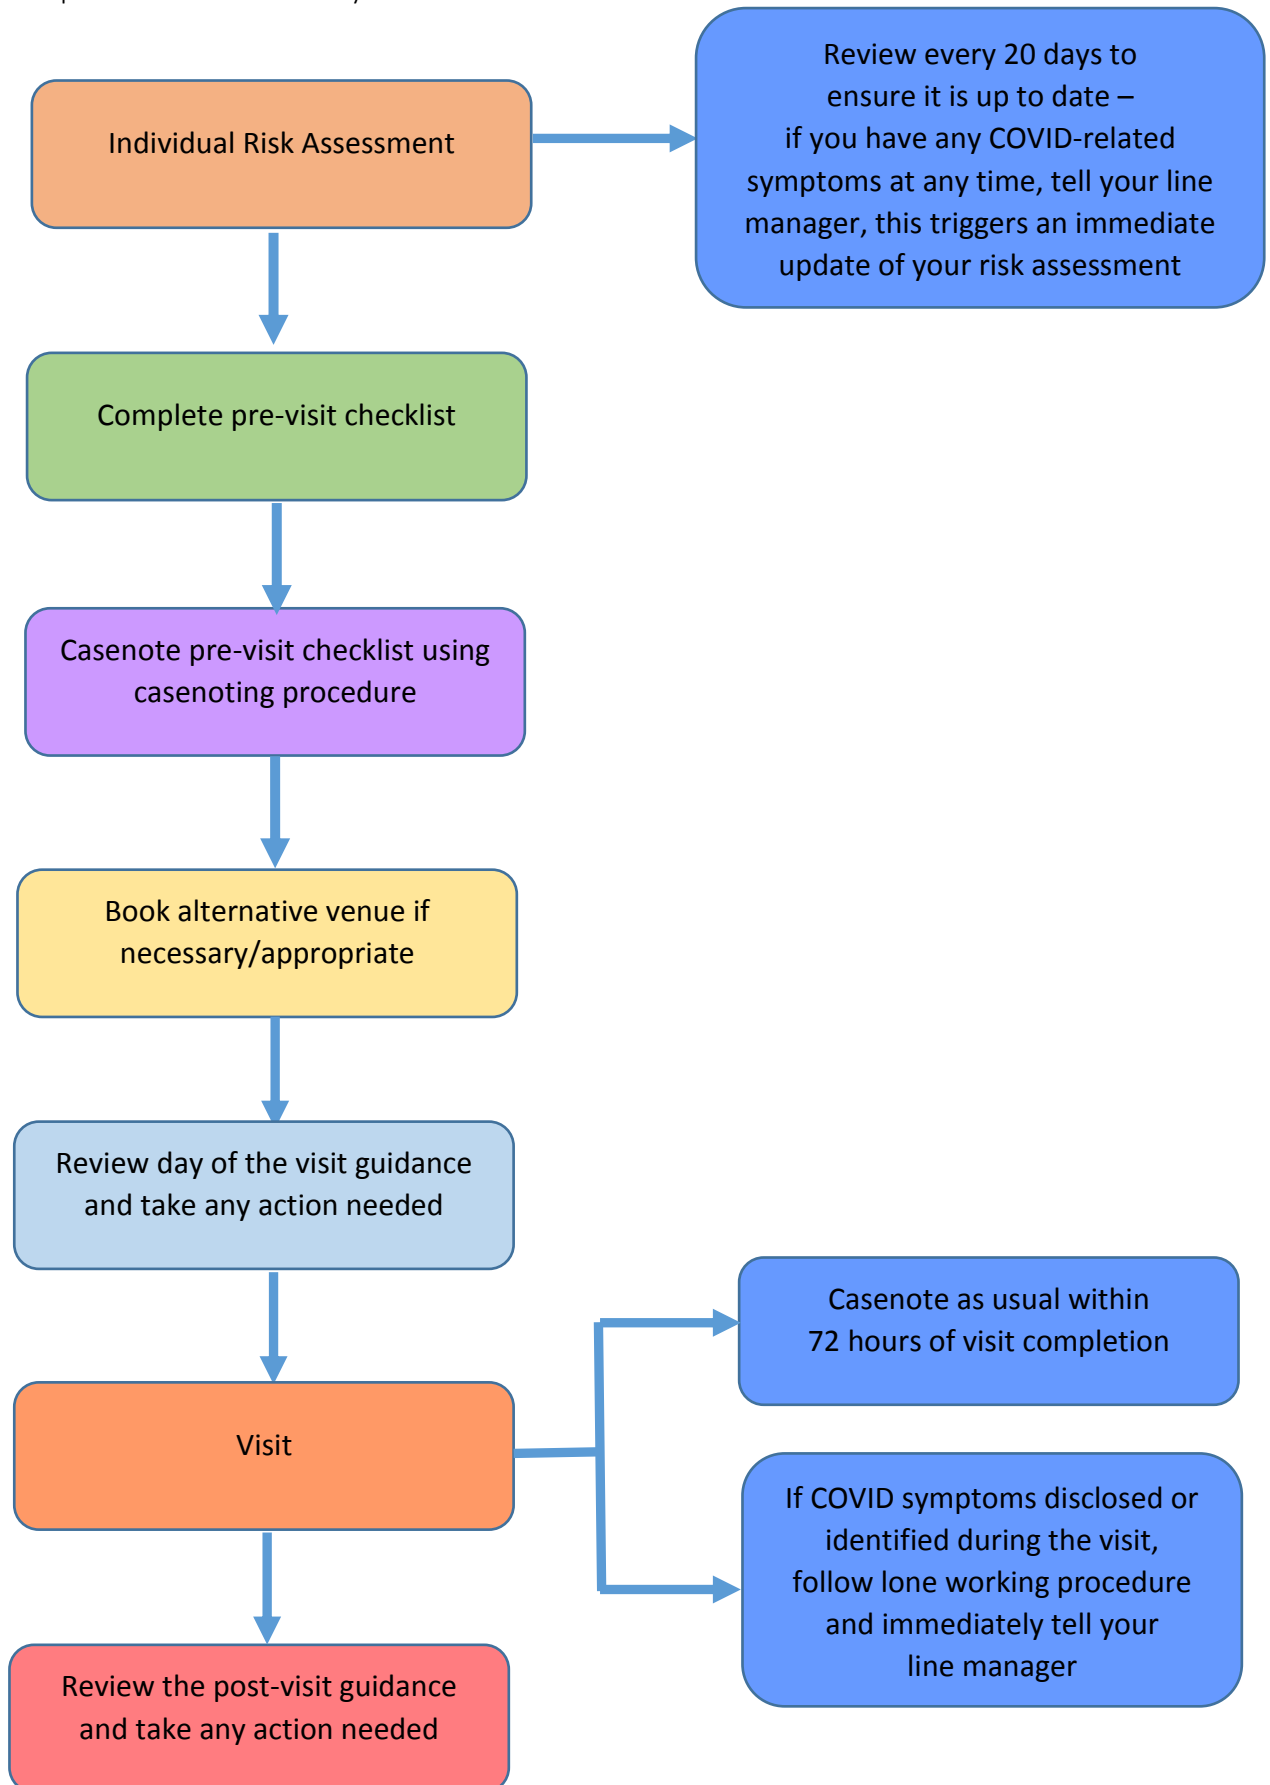 Individual Risk Assessment
Review every 20 days to
ensure it is up to date –
if you have any COVID-related
symptoms at any time, tell your line
manager, this triggers an immediate
update of your risk assessment
Complete pre-visit checklist
Casenote pre-visit checklist using
casenoting procedure
Book alternative venue if
necessary/appropriate
Review day of the visit guidance
and take any action needed
Visit
Casenote as usual within
72 hours of visit completion
If COVID symptoms disclosed or
identified during the visit,
follow lone working procedure
and immediately tell your
line manager
Review the post-visit guidance
and take any action needed